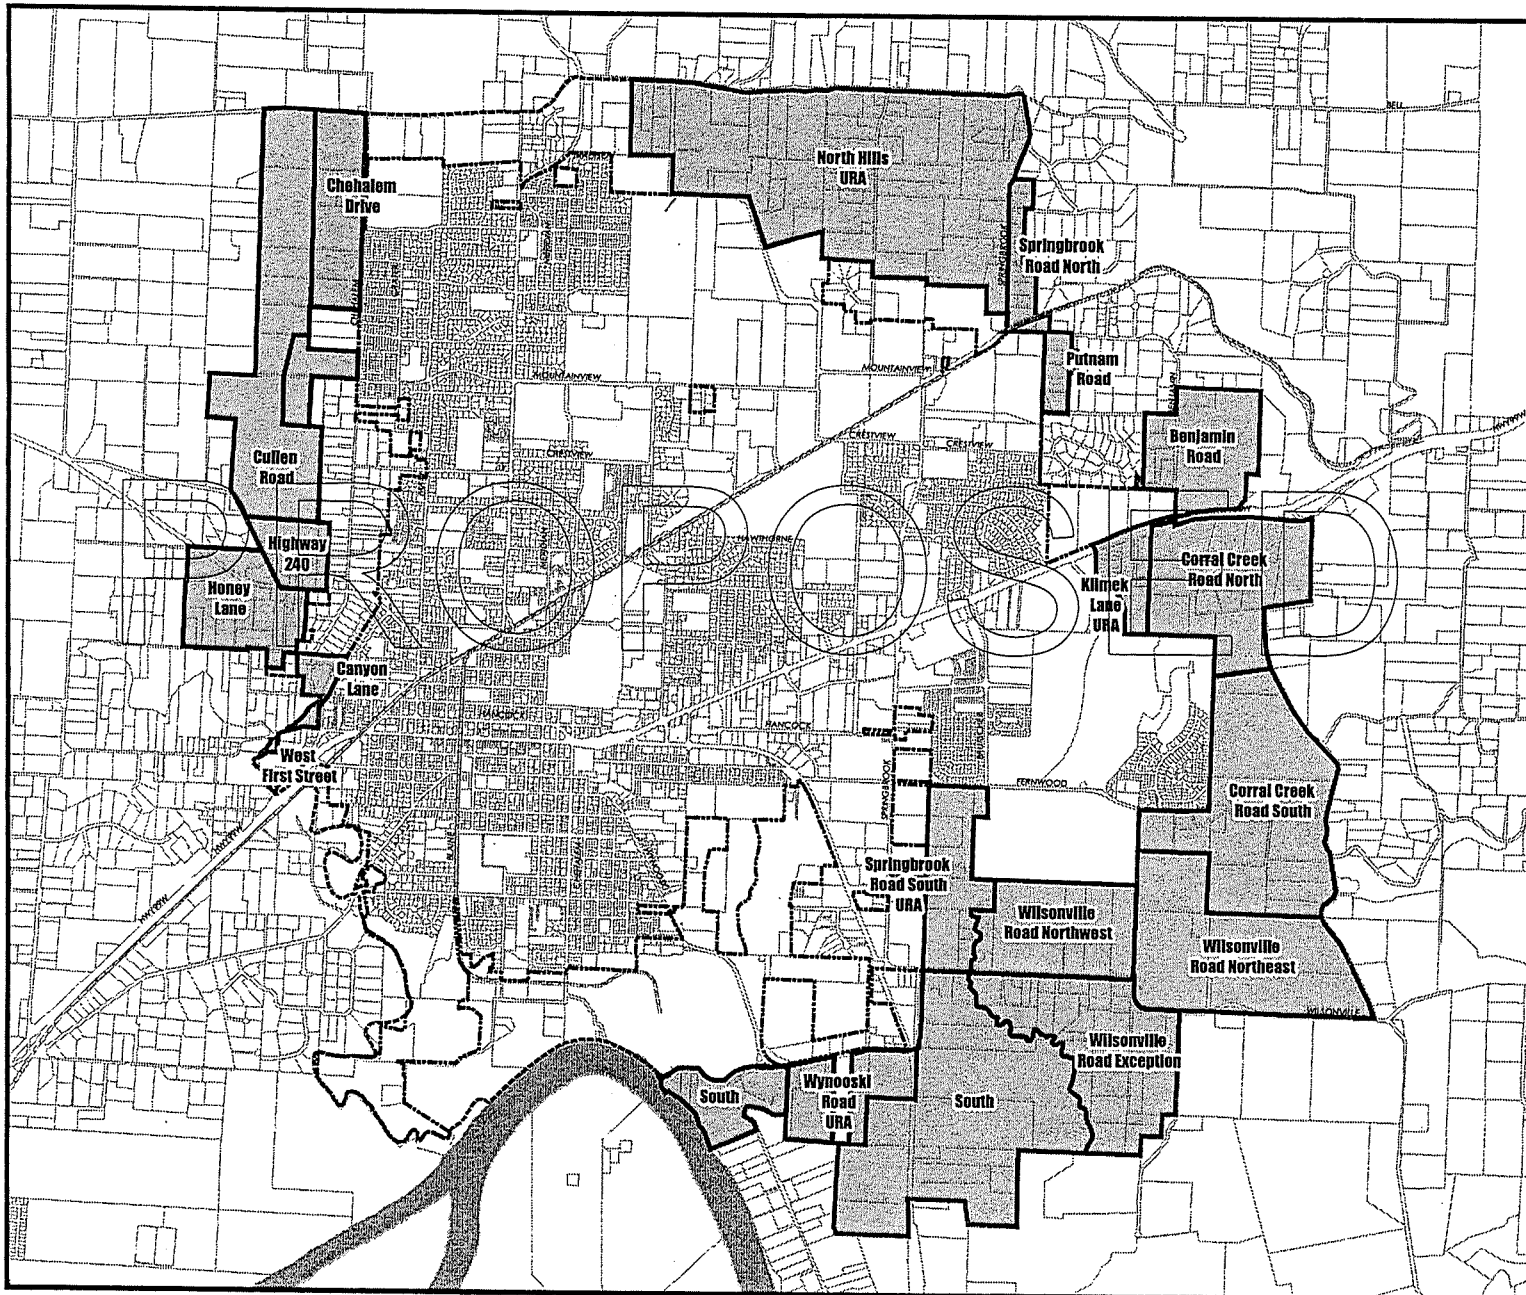 BELL
North Hills
URA
Chehalem
Drive
Springbrook
Road North
SPRINGBROOK
Putnam
Road
MOUNTAINVIEW
MOUNTAINVIEW
Benjamin
Road
CRESTVIEW
CRESTVIEW
CRESTVIEW
Cullen
Road
PROPOSED
HAWTHORNE
Highway
240
Honey
Lane
Corral Creek
Road North
Klimek
Lane
URA
Canyon
Lane
HANCOCK
HANCOCK
West
First Street
FERNWOOD
SPRINGBROOK
Corral Creek
Road South
Springbrook
Road South
URA
Wilsonville
Road Northwest
Wilsonville
Road Northeast
WILSONVILLE
Wilsonville
Road Exception
South
Wynooski
Road
URA
South